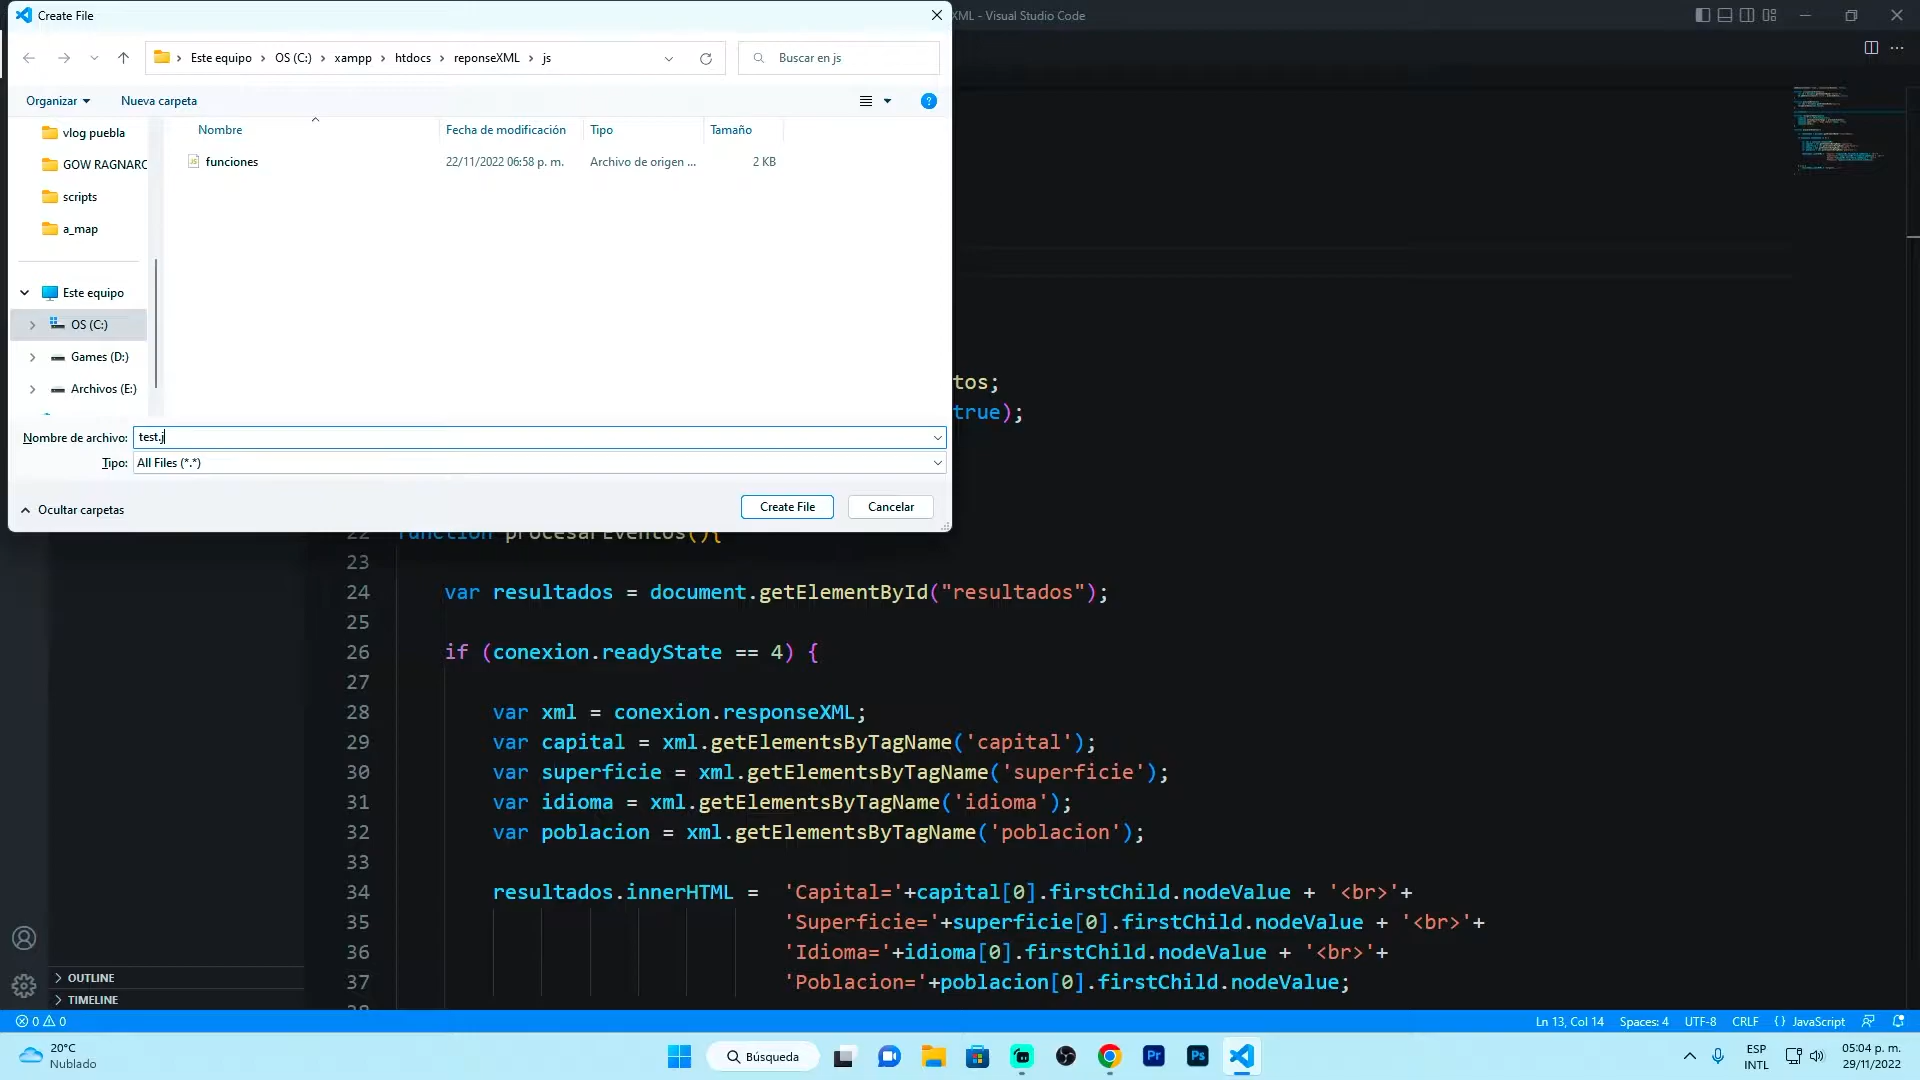 Create File
XML - Visual Studio Code
Este equipo > OS (C:) > xampp > htdocs > reponseXML > js
Buscar en js
Organizar
Nueva carpeta
Nombre
Fecha de modificación
Tipo
Tamaño
funciones
22/11/2022 06:58 p. m.
Archivo de origen ...
2 KB
vlog puebla
GOW RAGNARO
scripts
a_map
Este equipo
OS (C:)
Games (D:)
Archivos (E:)
Nombre de archivo: test.j
Tipo: All Files (*.*)
Ocultar carpetas
Create File
Cancelar
tos;
true);
22 function procesarEventos(){
23
24 var resultados = document.getElementById("resultados");
25
26 if (conexion.readyState == 4) {
27
28 var xml = conexion.responseXML;
29 var capital = xml.getElementsByTagName('capital');
30 var superficie = xml.getElementsByTagName('superficie');
31 var idioma = xml.getElementsByTagName('idioma');
32 var poblacion = xml.getElementsByTagName('poblacion');
33
34 resultados.innerHTML = 'Capital='+capital[0].firstChild.nodeValue + '<br>'+
35 'Superficie='+superficie[0].firstChild.nodeValue + '<br>'+
36 'Idioma='+idioma[0].firstChild.nodeValue + '<br>'+
37 'Poblacion='+poblacion[0].firstChild.nodeValue;
OUTLINE
TIMELINE
0 0
Ln 13, Col 14
Spaces: 4
UTF-8
CRLF
{} JavaScript
20°C
Nublado
Búsqueda
Pr
Ps
ESP
INTL
05:04 p. m.
29/11/2022